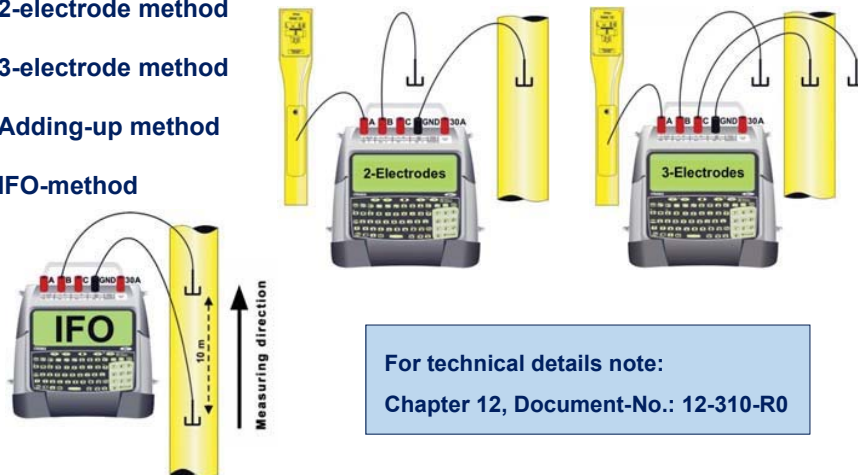 2-electrode method
3-electrode method
Adding-up method
IFO-method
A B C GND 30A
2-Electrodes
A B C GND 30A
3-Electrodes
A B C GND 30A
IFO
10 m
Measuring direction
For technical details note:
Chapter 12, Document-No.: 12-310-R0